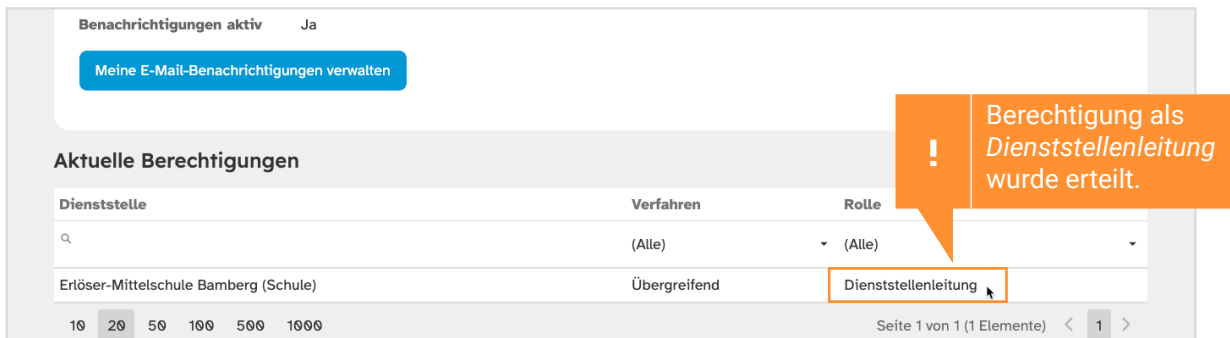 Benachrichtigungen aktiv Ja
Meine E-Mail-Benachrichtigungen verwalten
!
Berechtigung als
Dienststellenleitung
wurde erteilt.
Aktuelle Berechtigungen
Dienststelle Verfahren Rolle
(Alle) (Alle)
Erlöser-Mittelschule Bamberg (Schule) Übergreifend Dienststellenleitung
10 20 50 100 500 1000 Seite 1 von 1 (1 Elemente) < 1 >